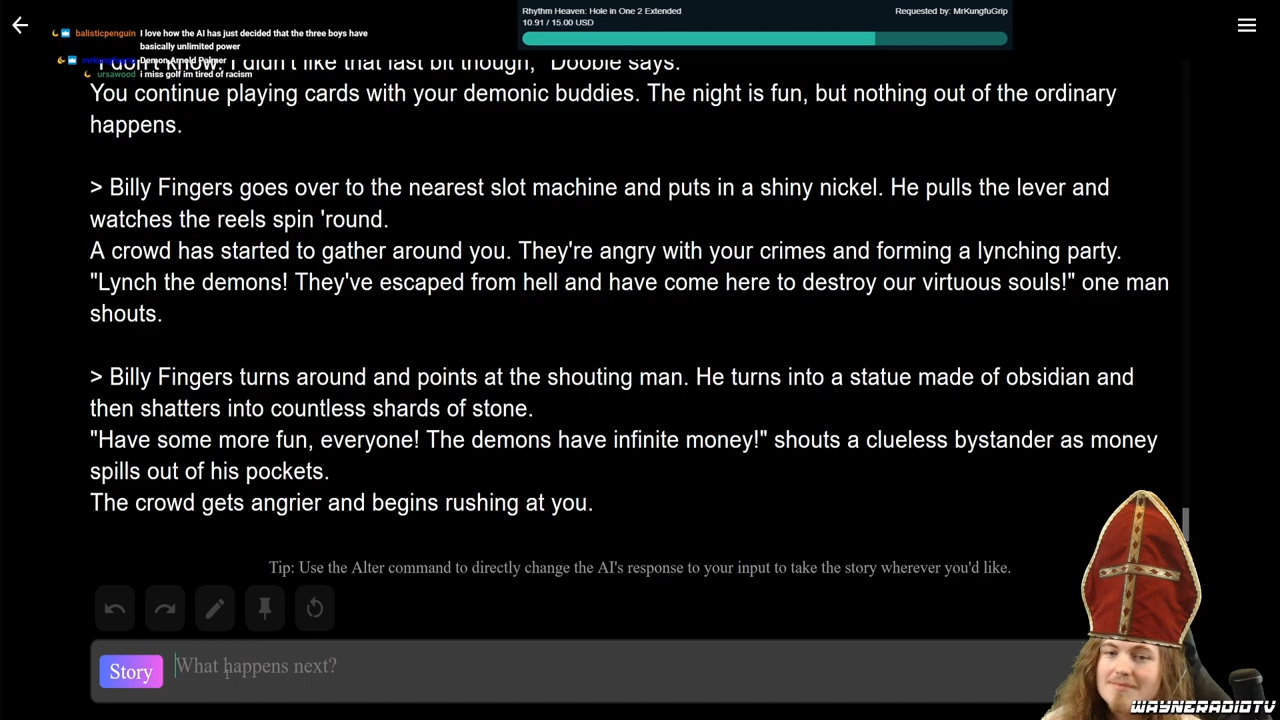 Rhythm Heaven: Hole in One 2 Extended
Requested by: MrKungfuGrip
10.91 / 15.00 USD
balisticpenguin I love how the AI has just decided that the three boys have
basically unlimited power
Demon Arnold Palmer
ursawood i miss golf im tired of racism
"I don't know. I didn't like that last bit though," Doobie says.
You continue playing cards with your demonic buddies. The night is fun, but nothing out of the ordinary
happens.
> Billy Fingers goes over to the nearest slot machine and puts in a shiny nickel. He pulls the lever and
watches the reels spin 'round.
A crowd has started to gather around you. They're angry with your crimes and forming a lynching party.
"Lynch the demons! They've escaped from hell and have come here to destroy our virtuous souls!" one man
shouts.
> Billy Fingers turns around and points at the shouting man. He turns into a statue made of obsidian and
then shatters into countless shards of stone.
"Have some more fun, everyone! The demons have infinite money!" shouts a clueless bystander as money
spills out of his pockets.
The crowd gets angrier and begins rushing at you.
Tip: Use the Alter command to directly change the AI's response to your input to take the story wherever you'd like.
Story
What happens next?
WAYNERADIOTV